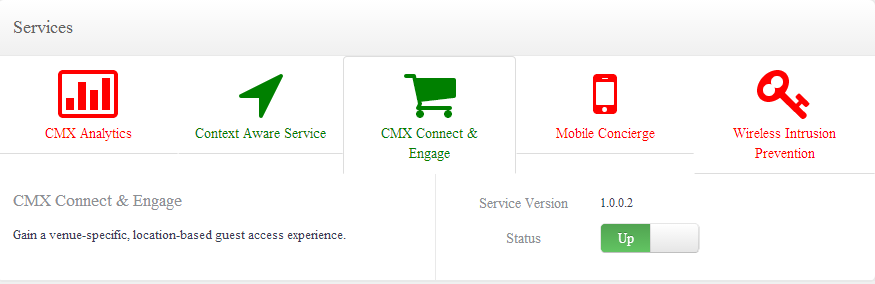 Services
CMX Analytics
Context Aware Service
CMX Connect &
Engage
Mobile Concierge
Wireless Intrusion
Prevention
CMX Connect & Engage
Gain a venue-specific, location-based guest access experience.
Service Version 1.0.0.2
Status Up